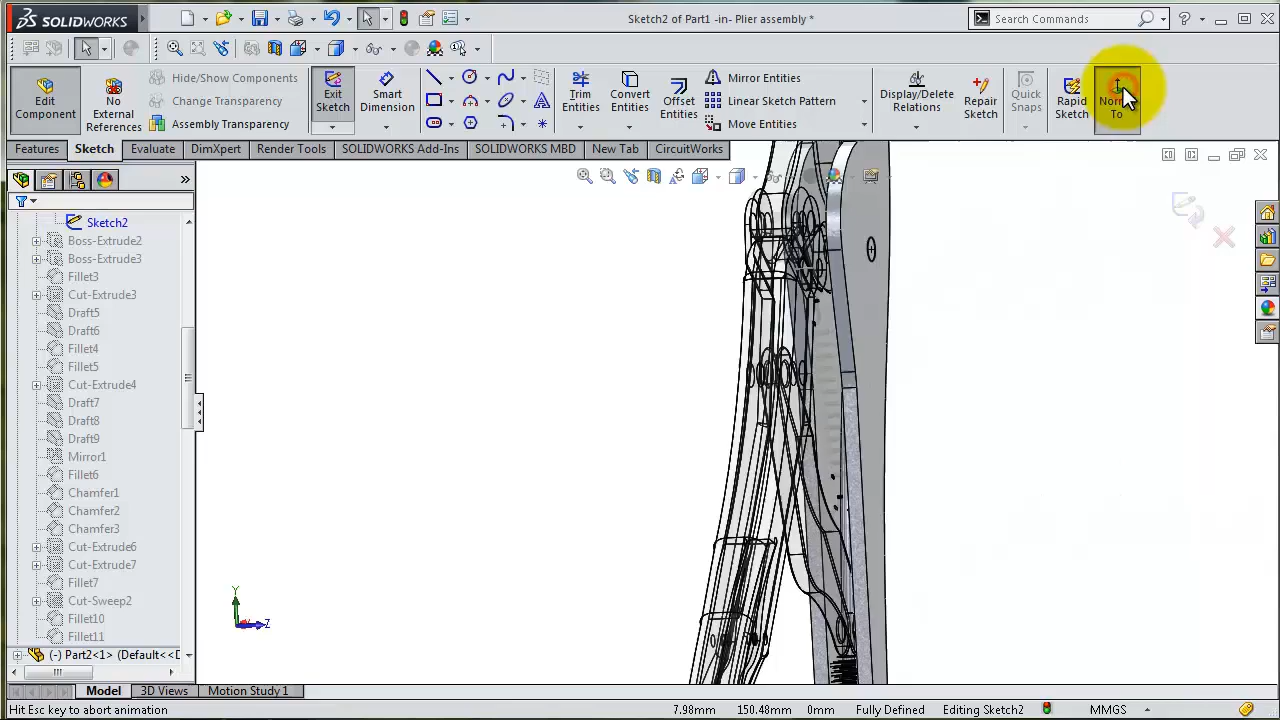 SOLIDWORKS
Sketch2 of Part1 -in- Plier assembly *
Search Commands
Edit Component
No External References
Hide/Show Components
Change Transparency
Assembly Transparency
Exit Sketch
Smart Dimension
Trim Entities
Convert Entities
Offset Entities
Mirror Entities
Linear Sketch Pattern
Move Entities
Display/Delete Relations
Repair Sketch
Quick Snaps
Rapid Sketch
To
Features
Sketch
Evaluate
DimXpert
Render Tools
SOLIDWORKS Add-Ins
SOLIDWORKS MBD
New Tab
CircuitWorks
Sketch2
Boss-Extrude2
Boss-Extrude3
Fillet3
Cut-Extrude3
Draft5
Draft6
Fillet4
Fillet5
Cut-Extrude4
Draft7
Draft8
Draft9
Mirror1
Fillet6
Chamfer1
Chamfer2
Chamfer3
Cut-Extrude6
Cut-Extrude7
Fillet7
Cut-Sweep2
Fillet10
Fillet11
(-) Part2<1> (Default<<D
Y
Z
Model
3D Views
Motion Study 1
Hit Esc key to abort animation
7.98mm
150.48mm
0mm
Fully Defined
Editing Sketch2
MMGS